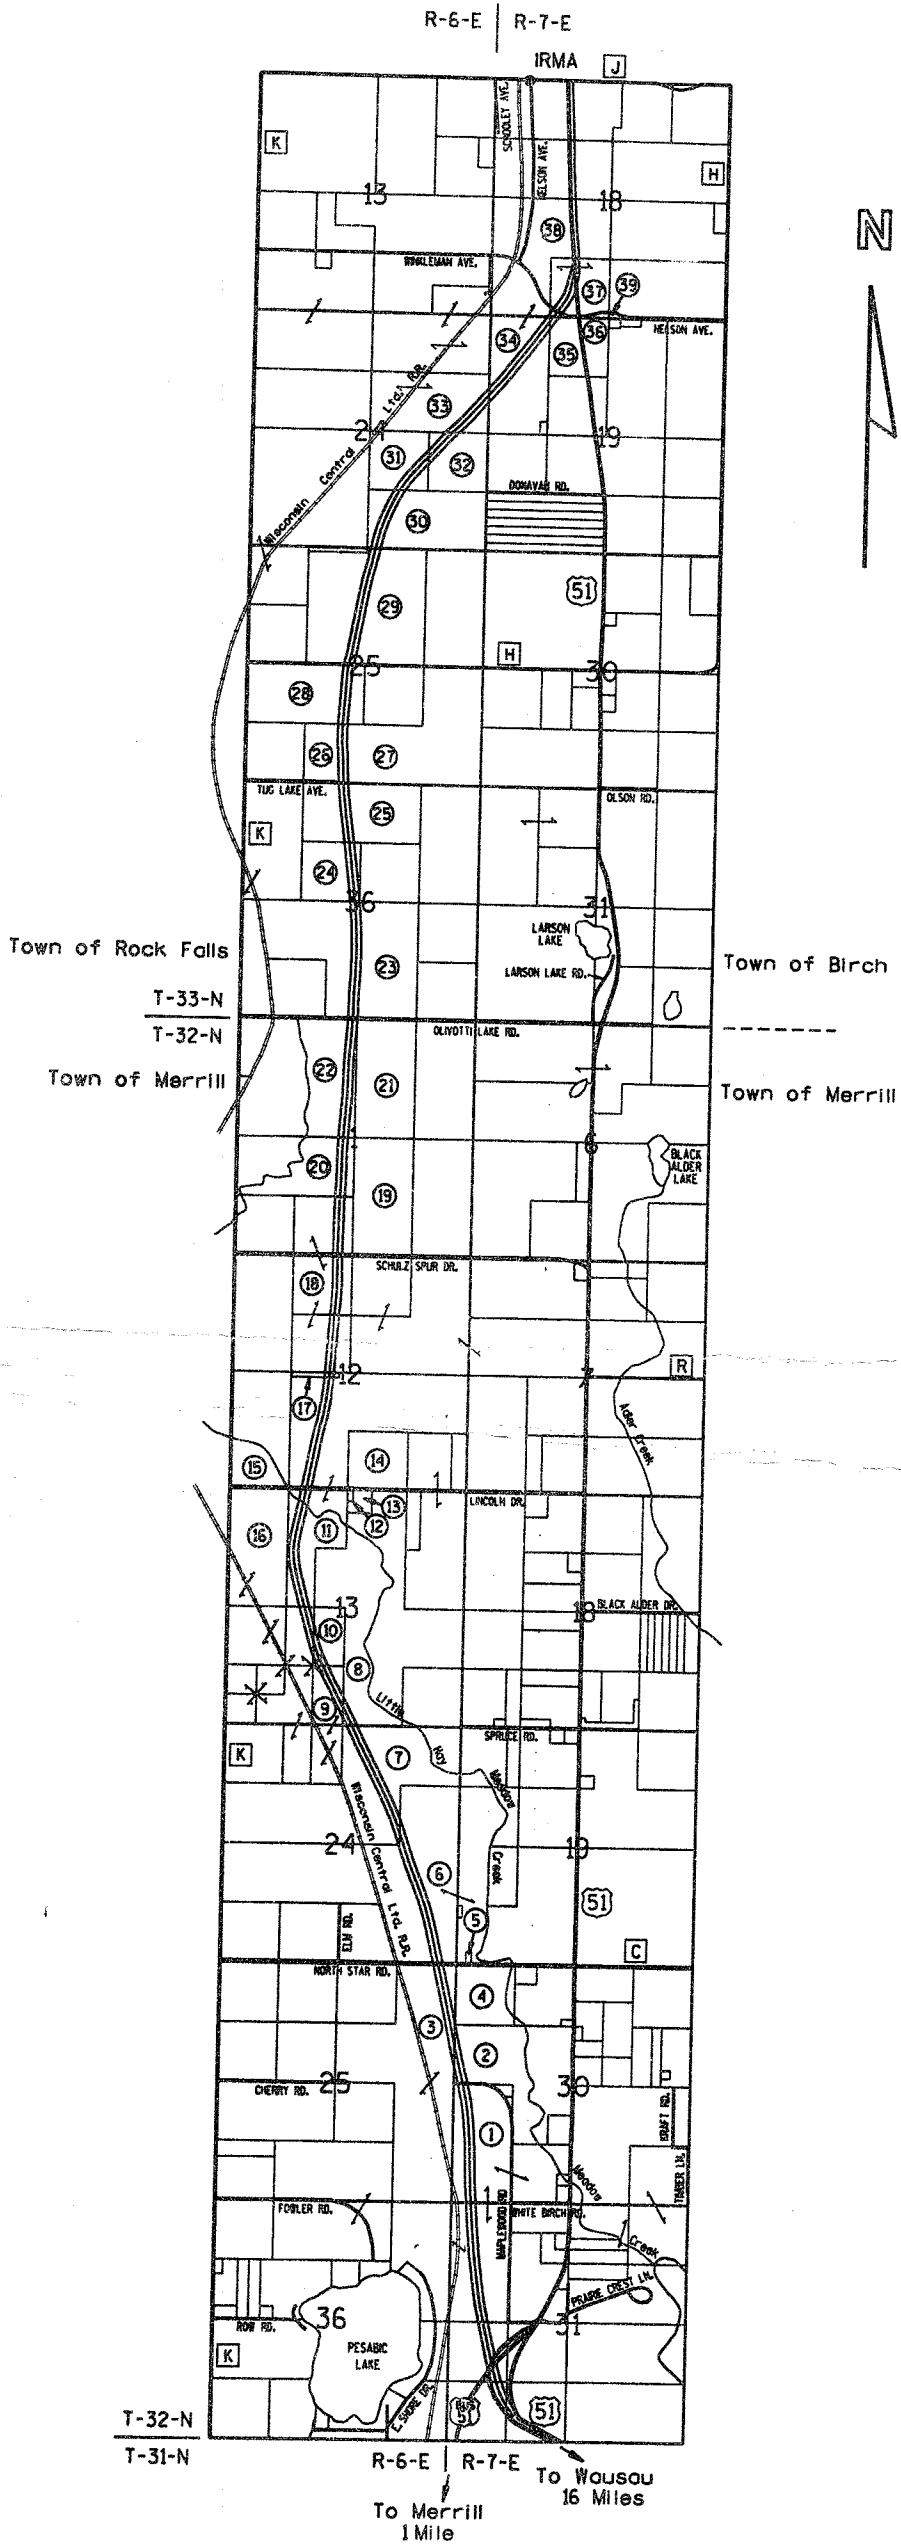 R-6-E R-7-E
IRMA
J
SCHOOLEY AVE.
NELSON AVE.
K
H
13
18
N
38
WINKLEMAN AVE.
37
39
36
NELSON AVE.
34
35
Wisconsin Central Ltd. R.R.
33
24
19
31
32
DONAVAN RD.
30
51
29
H
25
30
28
26
27
TUG LAKE AVE.
OLSON RD.
25
K
24
36
31
LARSON
LAKE
Town of Rock Falls
23
LARSON LAKE RD.
Town of Birch
T-33-N
T-32-N
OLIVOTTI LAKE RD.
Town of Merrill
22
21
Town of Merrill
1
6
20
BLACK
ALDER
LAKE
19
SCHULZ SPUR DR.
18
12
7
R
17
Adler Creek
15
14
LINCOLN DR.
13
12
16
11
13
18
BLACK ALDER DR.
10
8
Little
9
SPRUCE RD.
K
7
Hay
Meadow
Creek
Wisconsin Central Ltd. R.R.
24
19
6
51
5
ELM RD.
C
NORTH STAR RD.
4
3
2
25
30
CHERRY RD.
KRAFT RD.
1
TIMBER LN.
Meadow
FOWLER RD.
MAPLEWOOD RD
WHITE BIRCH RD.
Creek
PRAIRIE CREST LN.
36
31
ROW RD.
PESABIC
LAKE
K
E. SHORE DR.
BUS
51
51
T-32-N
T-31-N
R-6-E R-7-E
To Wausau
16 Miles
To Merrill
1 Mile